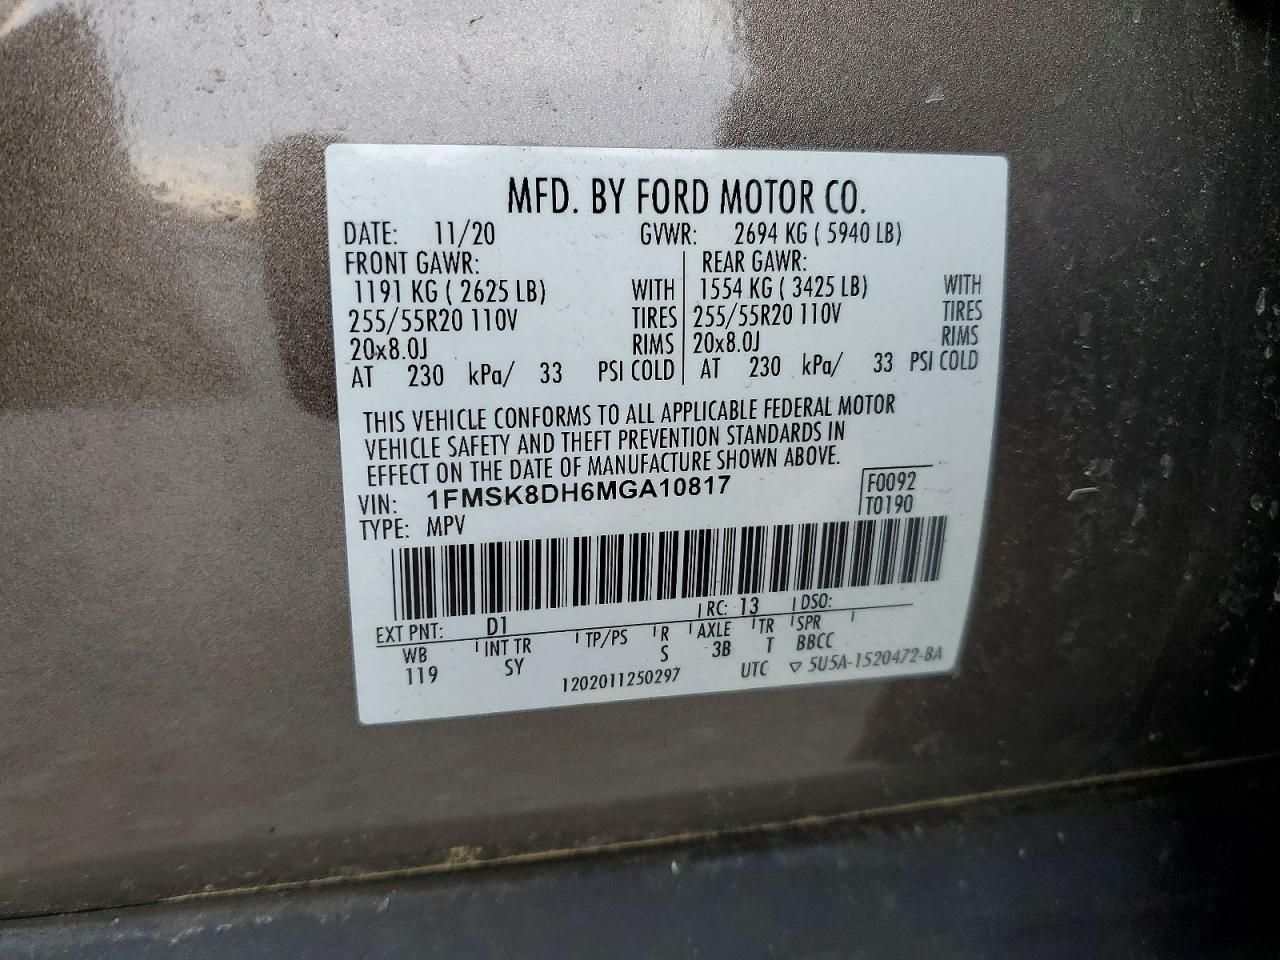 MFD. BY FORD MOTOR CO.
DATE: 11/20 GVWR: 2694 KG ( 5940 LB)
FRONT GAWR: REAR GAWR:
1191 KG ( 2625 LB) WITH 1554 KG ( 3425 LB) WITH
255/55R20 110V TIRES 255/55R20 110V TIRES
20x8.0J RIMS 20x8.0J RIMS
AT 230 kPa/ 33 PSI COLD AT 230 kPa/ 33 PSI COLD
THIS VEHICLE CONFORMS TO ALL APPLICABLE FEDERAL MOTOR
VEHICLE SAFETY AND THEFT PREVENTION STANDARDS IN
EFFECT ON THE DATE OF MANUFACTURE SHOWN ABOVE.
VIN: 1FMSK8DH6MGA10817 F0092
TYPE: MPV T0190
EXT PNT: D1 RC: 13 DSO:
WB INT TR TP/PS R AXLE TR SPR
119 SY S 3B T BBCC
1202011250297 UTC ▽ 5U5A-1520472-BA